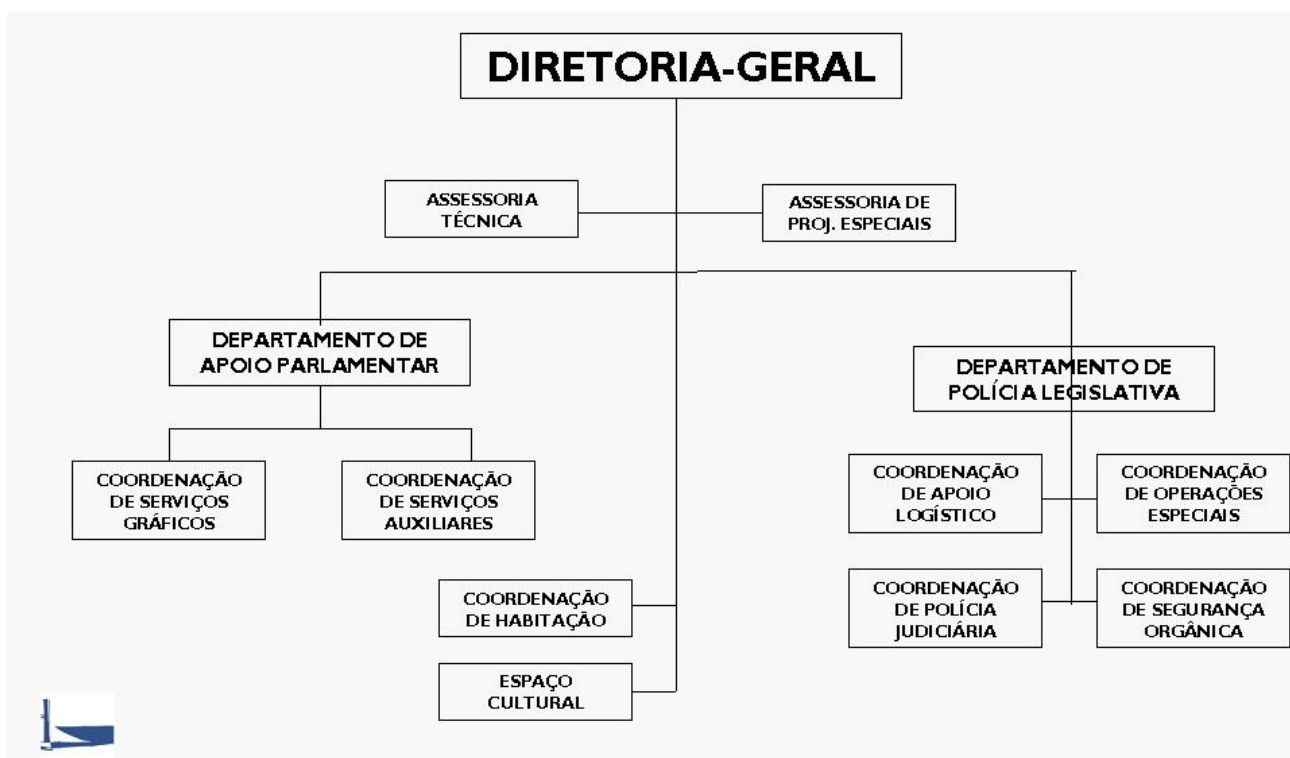 DIRETORIA-GERAL
ASSESSORIA
TÉCNICA
ASSESSORIA DE
PROJ. ESPECIAIS
DEPARTAMENTO DE
APOIO PARLAMENTAR
DEPARTAMENTO DE
POLÍCIA LEGISLATIVA
COORDENAÇÃO
DE SERVIÇOS
GRÁFICOS
COORDENAÇÃO
DE SERVIÇOS
AUXILIARES
COORDENAÇÃO
DE APOIO
LOGÍSTICO
COORDENAÇÃO
DE OPERAÇÕES
ESPECIAIS
COORDENAÇÃO
DE HABITAÇÃO
COORDENAÇÃO
DE POLÍCIA
JUDICIÁRIA
COORDENAÇÃO
DE SEGURANÇA
ORGÂNICA
ESPAÇO
CULTURAL